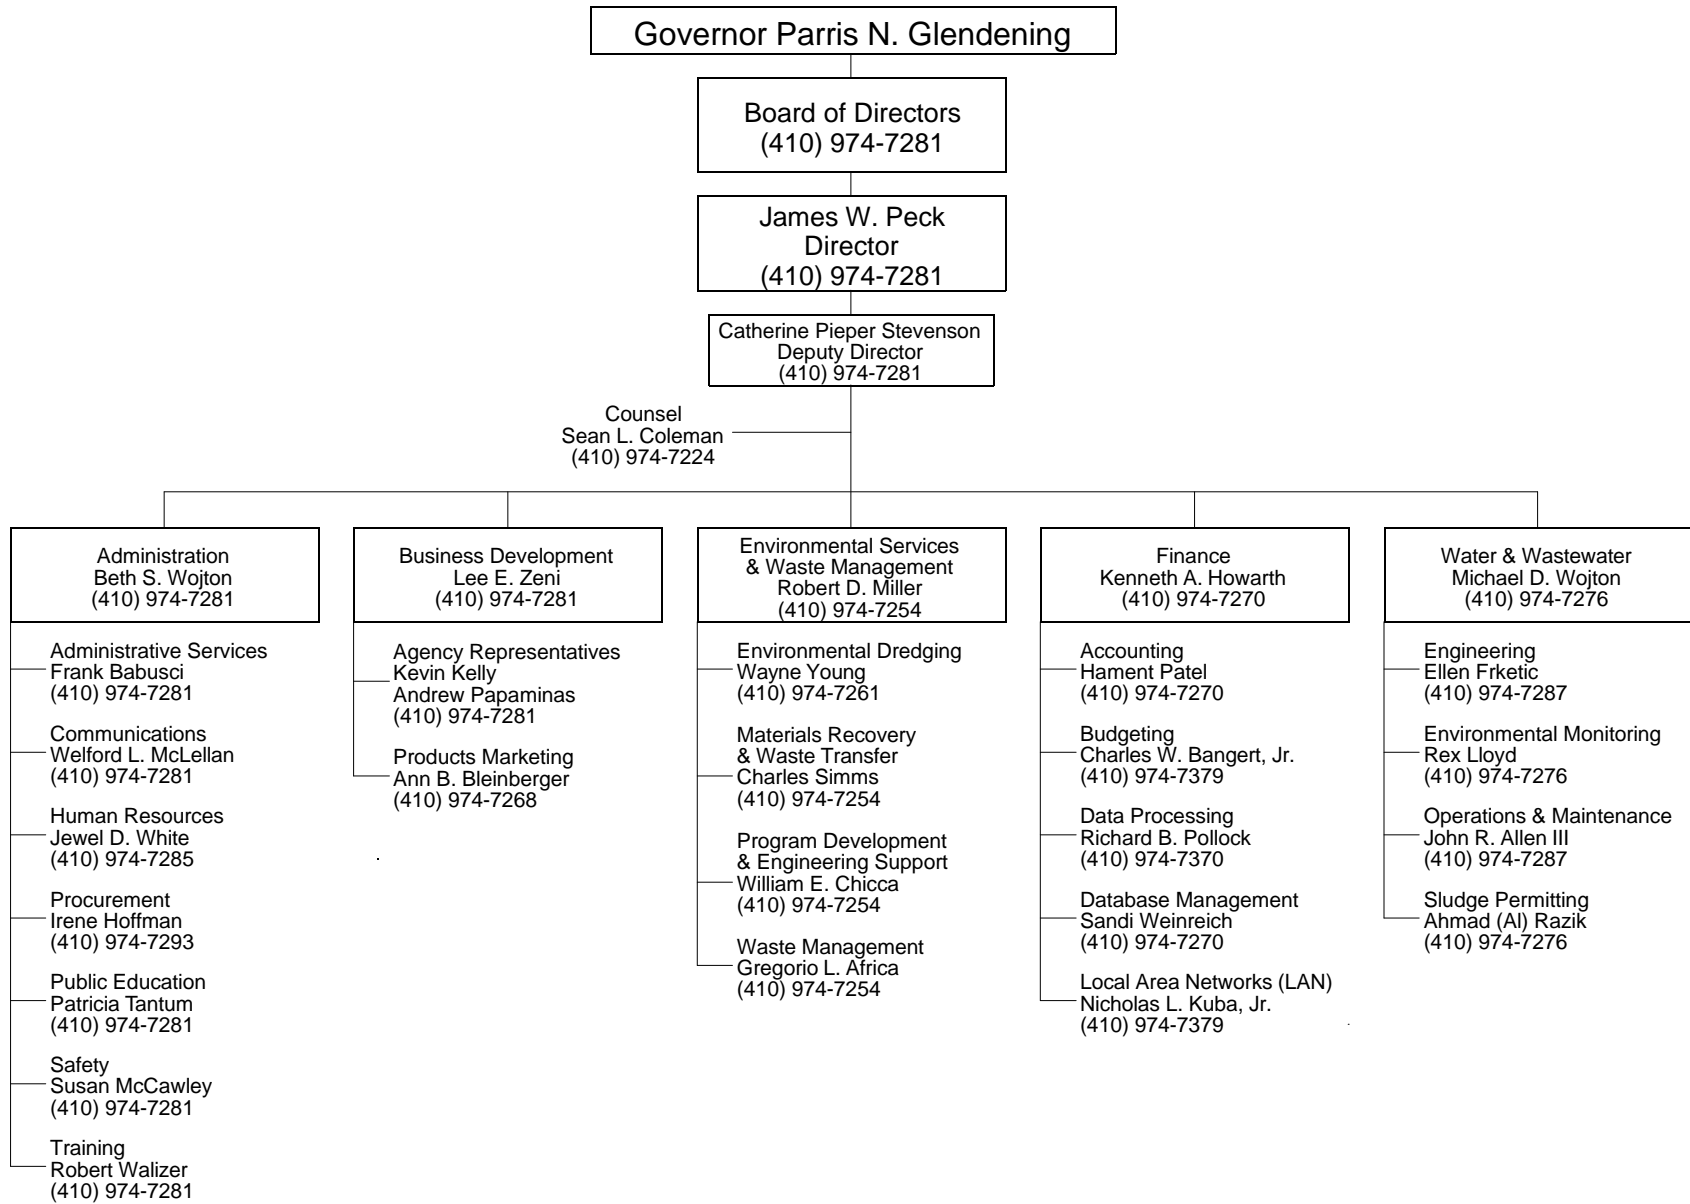 Governor Parris N. Glendening
Board of Directors
(410) 974-7281
James W. Peck
Director
(410) 974-7281
Catherine Pieper Stevenson
Deputy Director
(410) 974-7281
Counsel
Sean L. Coleman
(410) 974-7224
Administration
Beth S. Wojton
(410) 974-7281
Administrative Services
Frank Babusci
(410) 974-7281
Communications
Welford L. McLellan
(410) 974-7281
Human Resources
Jewel D. White
(410) 974-7285
Procurement
Irene Hoffman
(410) 974-7293
Public Education
Patricia Tantum
(410) 974-7281
Safety
Susan McCawley
(410) 974-7281
Training
Robert Walizer
(410) 974-7281
Business Development
Lee E. Zeni
(410) 974-7281
Agency Representatives
Kevin Kelly
Andrew Papaminas
(410) 974-7281
Products Marketing
Ann B. Bleinberger
(410) 974-7268
Environmental Services
& Waste Management
Robert D. Miller
(410) 974-7254
Environmental Dredging
Wayne Young
(410) 974-7261
Materials Recovery
& Waste Transfer
Charles Simms
(410) 974-7254
Program Development
& Engineering Support
William E. Chicca
(410) 974-7254
Waste Management
Gregorio L. Africa
(410) 974-7254
Finance
Kenneth A. Howarth
(410) 974-7270
Accounting
Hament Patel
(410) 974-7270
Budgeting
Charles W. Bangert, Jr.
(410) 974-7379
Data Processing
Richard B. Pollock
(410) 974-7370
Database Management
Sandi Weinreich
(410) 974-7270
Local Area Networks (LAN)
Nicholas L. Kuba, Jr.
(410) 974-7379
Water & Wastewater
Michael D. Wojton
(410) 974-7276
Engineering
Ellen Frketic
(410) 974-7287
Environmental Monitoring
Rex Lloyd
(410) 974-7276
Operations & Maintenance
John R. Allen III
(410) 974-7287
Sludge Permitting
Ahmad (Al) Razik
(410) 974-7276